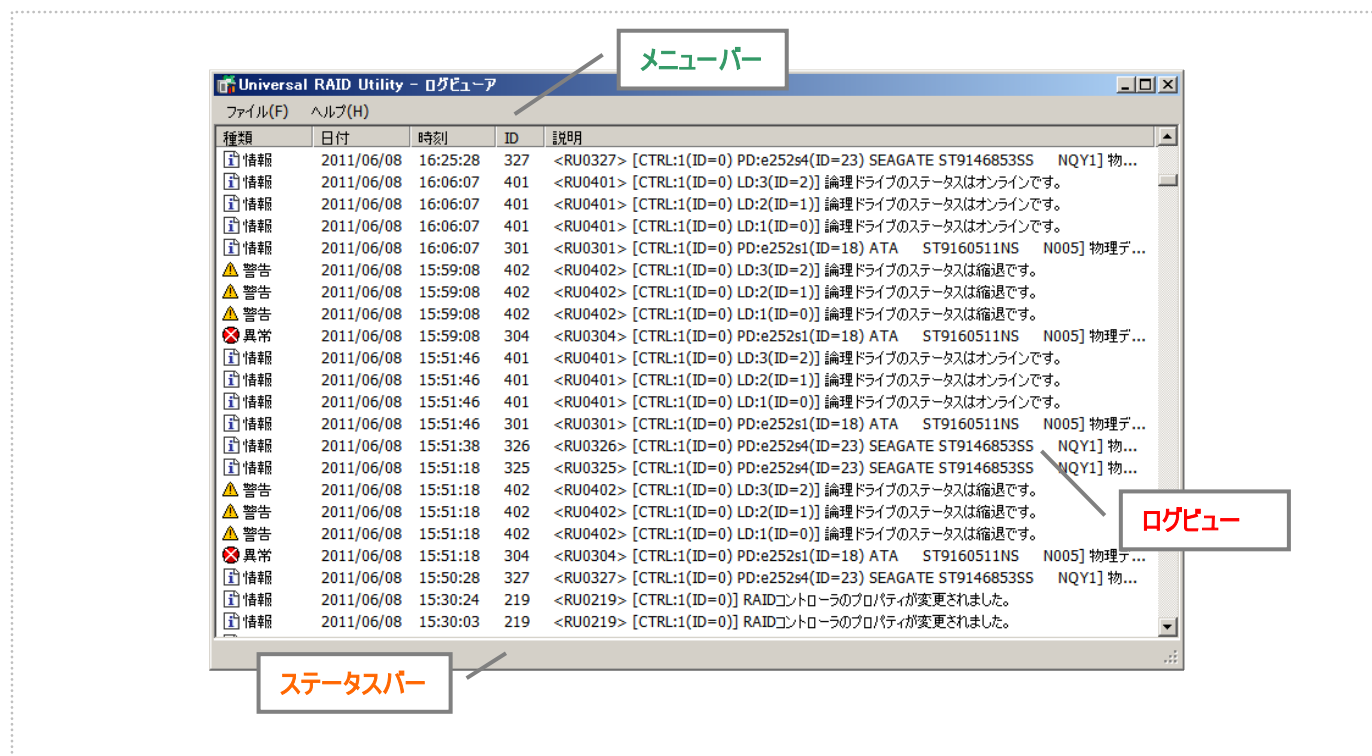 メニューバー
Universal RAID Utility - ログビューア
ファイル(F) ヘルプ(H)
種類 日付 時刻 ID 説明
情報 2011/06/08 16:25:28 327 <RU0327> [CTRL:1(ID=0) PD:e252s4(ID=23) SEAGATE ST9146853SS NQY1] 物...
情報 2011/06/08 16:06:07 401 <RU0401> [CTRL:1(ID=0) LD:3(ID=2)] 論理ドライブのステータスはオンラインです。
情報 2011/06/08 16:06:07 401 <RU0401> [CTRL:1(ID=0) LD:2(ID=1)] 論理ドライブのステータスはオンラインです。
情報 2011/06/08 16:06:07 401 <RU0401> [CTRL:1(ID=0) LD:1(ID=0)] 論理ドライブのステータスはオンラインです。
情報 2011/06/08 16:06:07 301 <RU0301> [CTRL:1(ID=0) PD:e252s1(ID=18) ATA ST9160511NS N005] 物理デ...
警告 2011/06/08 15:59:08 402 <RU0402> [CTRL:1(ID=0) LD:3(ID=2)] 論理ドライブのステータスは縮退です。
警告 2011/06/08 15:59:08 402 <RU0402> [CTRL:1(ID=0) LD:2(ID=1)] 論理ドライブのステータスは縮退です。
警告 2011/06/08 15:59:08 402 <RU0402> [CTRL:1(ID=0) LD:1(ID=0)] 論理ドライブのステータスは縮退です。
異常 2011/06/08 15:59:08 304 <RU0304> [CTRL:1(ID=0) PD:e252s1(ID=18) ATA ST9160511NS N005] 物理デ...
情報 2011/06/08 15:51:46 401 <RU0401> [CTRL:1(ID=0) LD:3(ID=2)] 論理ドライブのステータスはオンラインです。
情報 2011/06/08 15:51:46 401 <RU0401> [CTRL:1(ID=0) LD:2(ID=1)] 論理ドライブのステータスはオンラインです。
情報 2011/06/08 15:51:46 401 <RU0401> [CTRL:1(ID=0) LD:1(ID=0)] 論理ドライブのステータスはオンラインです。
情報 2011/06/08 15:51:46 301 <RU0301> [CTRL:1(ID=0) PD:e252s1(ID=18) ATA ST9160511NS N005] 物理デ...
情報 2011/06/08 15:51:38 326 <RU0326> [CTRL:1(ID=0) PD:e252s4(ID=23) SEAGATE ST9146853SS NQY1] 物...
情報 2011/06/08 15:51:18 325 <RU0325> [CTRL:1(ID=0) PD:e252s4(ID=23) SEAGATE ST9146853SS NQY1] 物...
警告 2011/06/08 15:51:18 402 <RU0402> [CTRL:1(ID=0) LD:3(ID=2)] 論理ドライブのステータスは縮退です。
警告 2011/06/08 15:51:18 402 <RU0402> [CTRL:1(ID=0) LD:2(ID=1)] 論理ドライブのステータスは縮退です。
警告 2011/06/08 15:51:18 402 <RU0402> [CTRL:1(ID=0) LD:1(ID=0)] 論理ドライブのステータスは縮退です。
ログビュー
異常 2011/06/08 15:51:18 304 <RU0304> [CTRL:1(ID=0) PD:e252s1(ID=18) ATA ST9160511NS N005] 物理デ...
情報 2011/06/08 15:50:28 327 <RU0327> [CTRL:1(ID=0) PD:e252s4(ID=23) SEAGATE ST9146853SS NQY1] 物...
情報 2011/06/08 15:30:24 219 <RU0219> [CTRL:1(ID=0)] RAIDコントローラのプロパティが変更されました。
情報 2011/06/08 15:30:03 219 <RU0219> [CTRL:1(ID=0)] RAIDコントローラのプロパティが変更されました。
ステータスバー